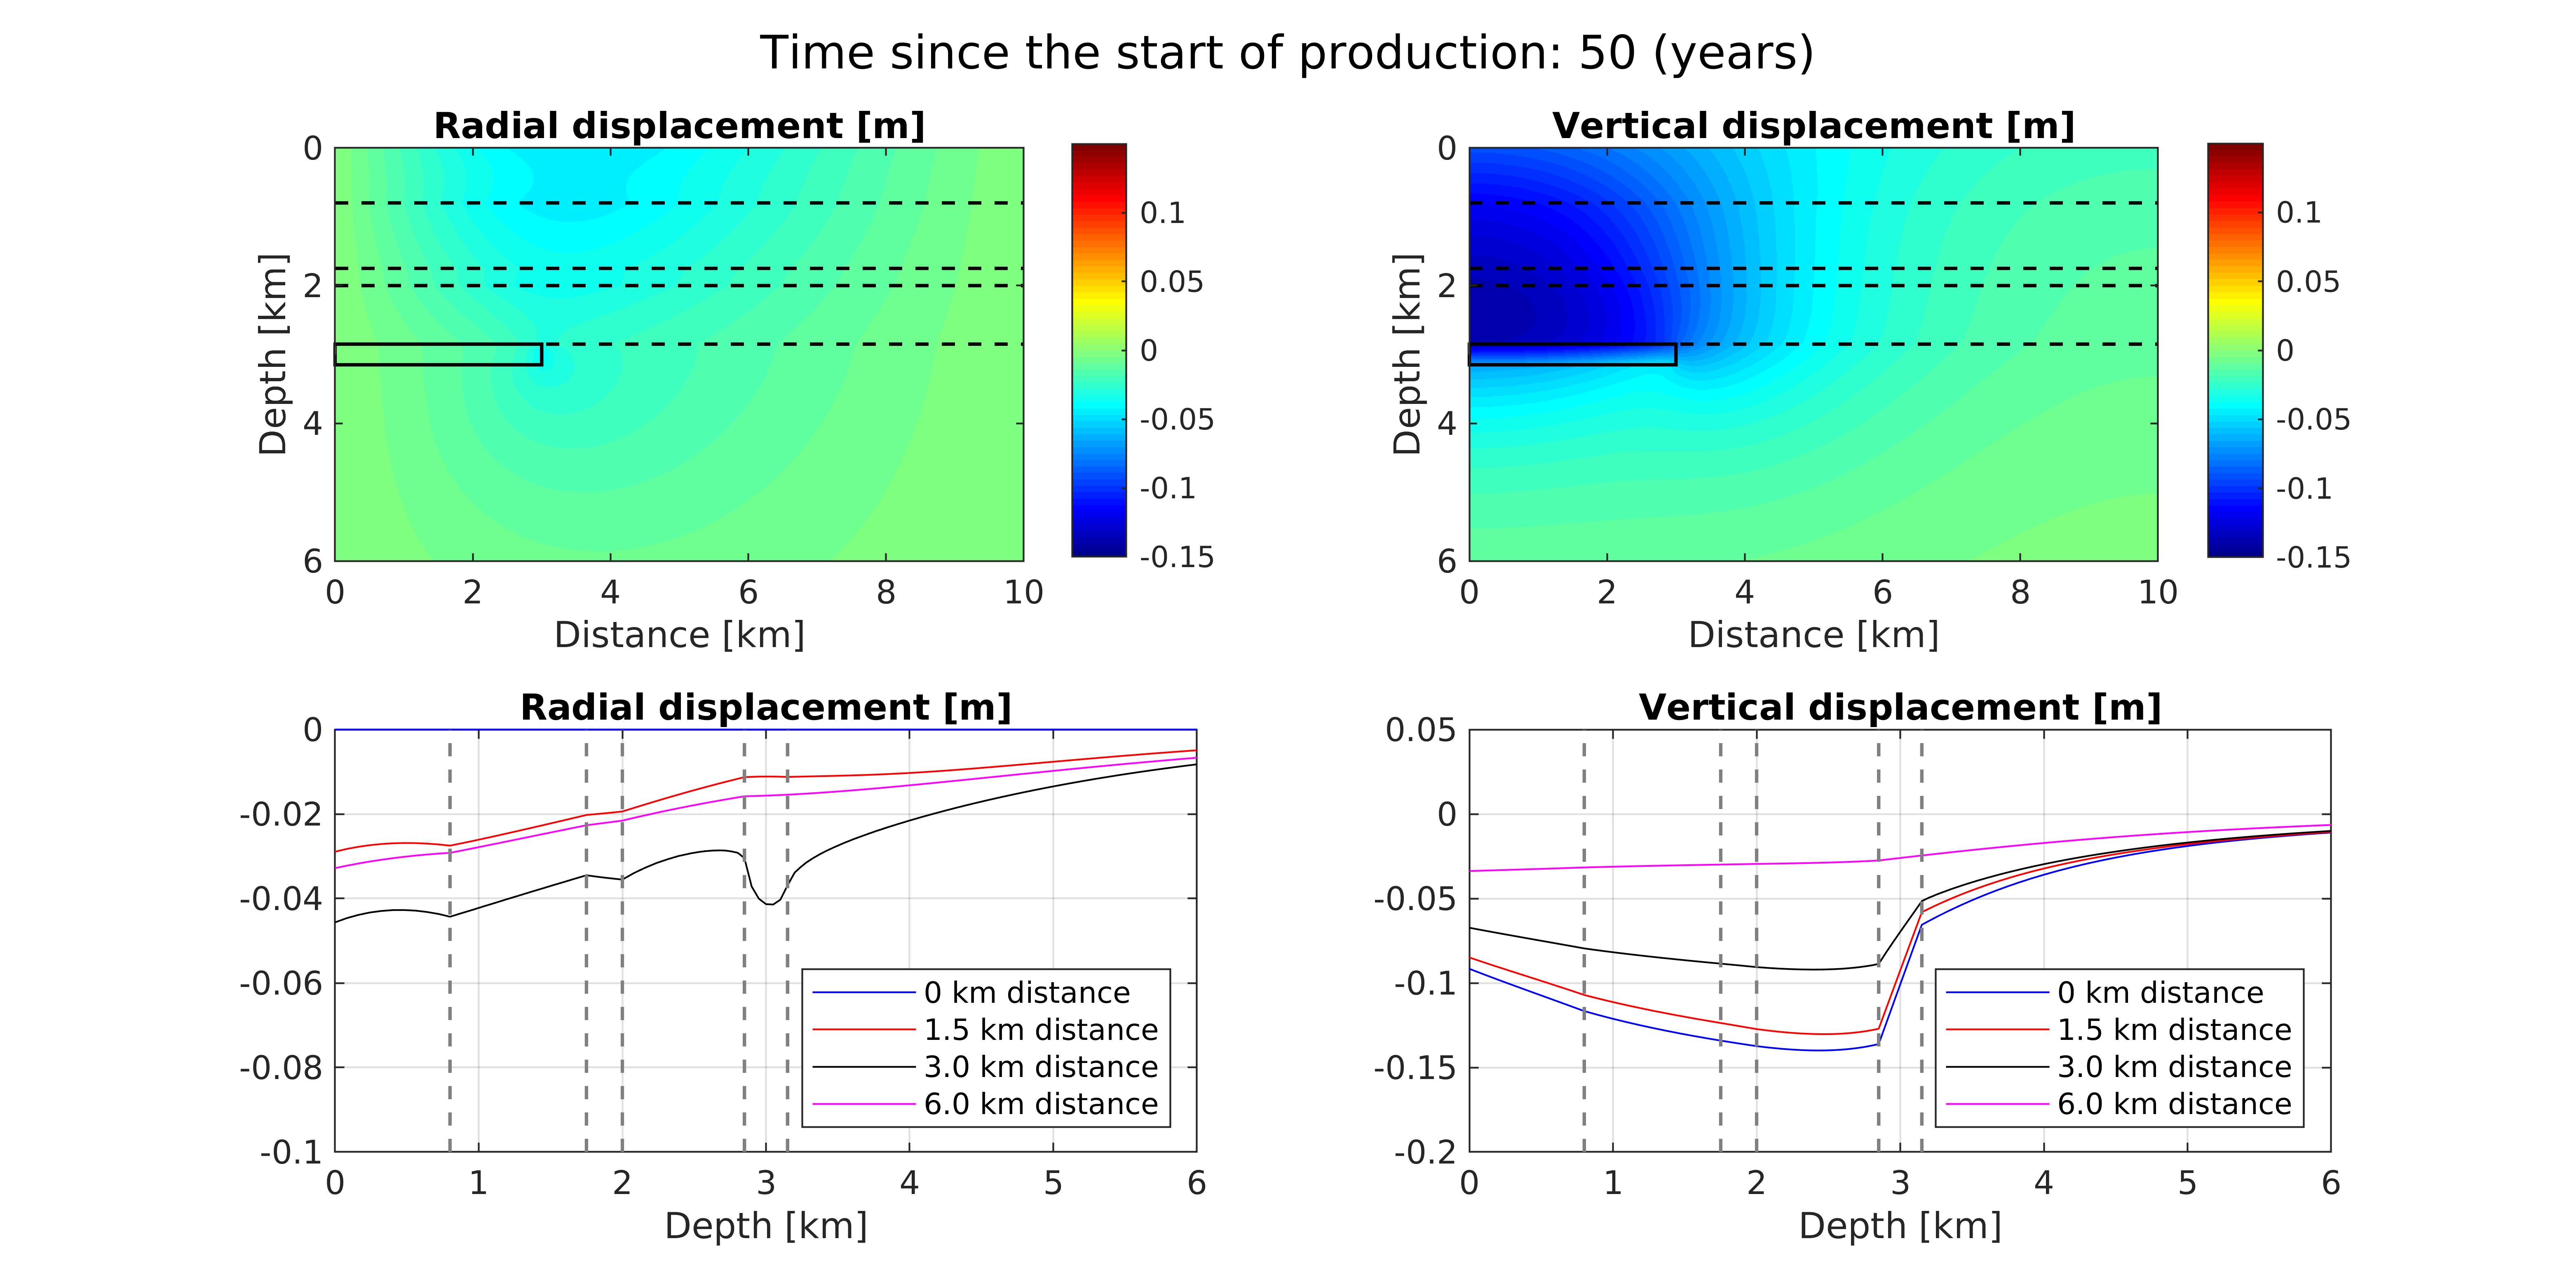 Time since the start of production: 50 (years)
Radial displacement [m]
0
2
4
6
Depth [km]
0 2 4 6 8 10
Distance [km]
0.1
0.05
0
-0.05
-0.1
-0.15
Vertical displacement [m]
0
2
4
6
Depth [km]
0 2 4 6 8 10
Distance [km]
0.1
0.05
0
-0.05
-0.1
-0.15
Radial displacement [m]
0
-0.02
-0.04
-0.06
-0.08
-0.1
0 1 2 3 4 5 6
Depth [km]
0 km distance
1.5 km distance
3.0 km distance
6.0 km distance
Vertical displacement [m]
0.05
0
-0.05
-0.1
-0.15
-0.2
0 1 2 3 4 5 6
Depth [km]
0 km distance
1.5 km distance
3.0 km distance
6.0 km distance